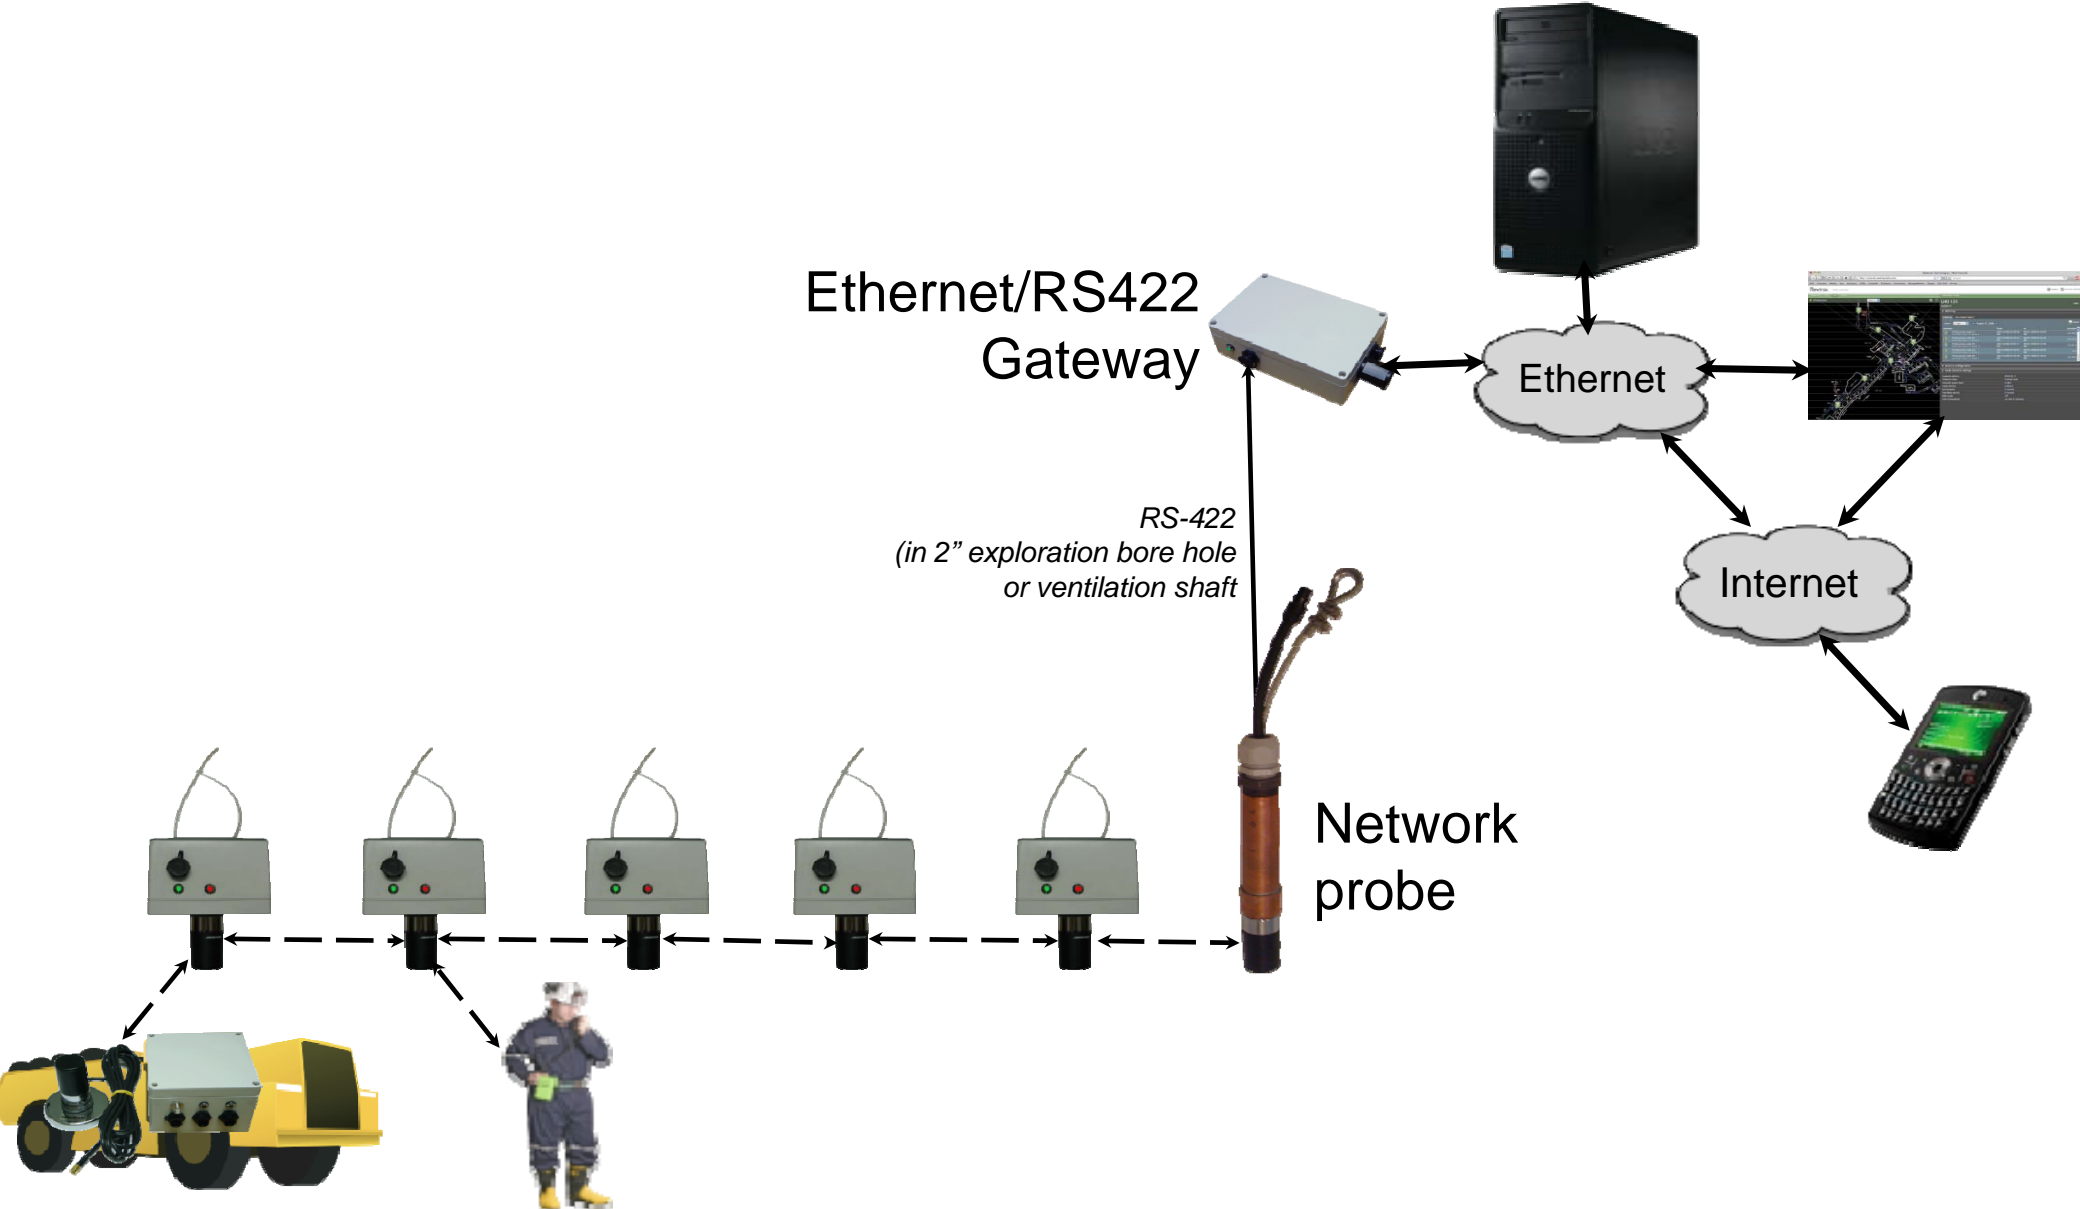 Ethernet/RS422
Gateway
Ethernet
RS-422
(in 2” exploration bore hole
or ventilation shaft
Internet
Network
probe